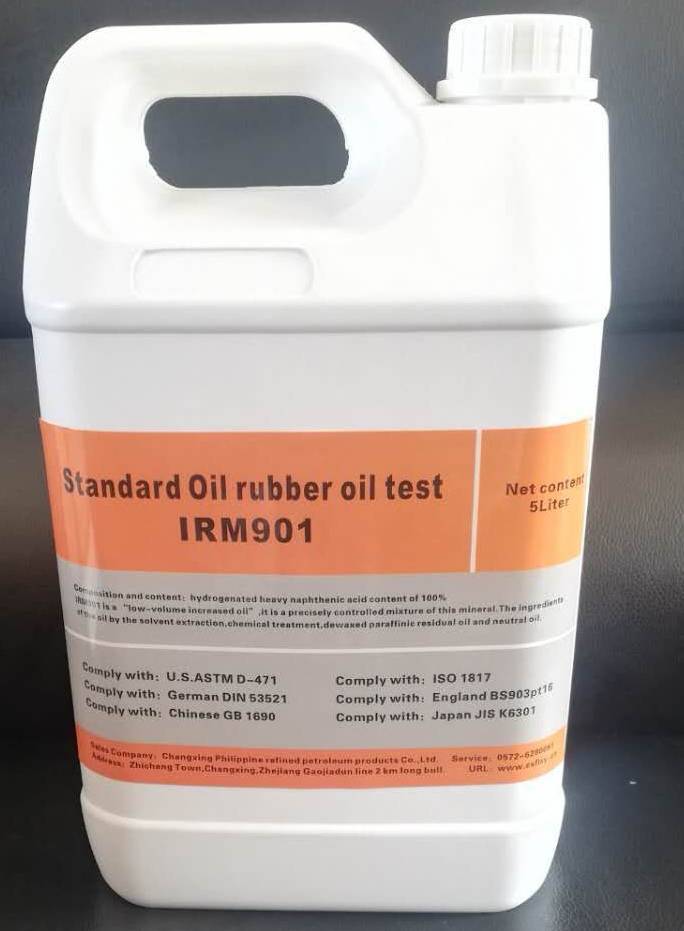 Standard Oil rubber oil test
IRM901
Net content
5Liter
Composition and content: hydrogenated heavy naphthenic acid content of 100%
IRM901 is a "low-volume increased oil" ,it is a precisely controlled mixture of this mineral.The ingredients
of the oil by the solvent extraction,chemical treatment,dewaxed paraffinic residual oil and neutral oil.
Comply with: U.S.ASTM D-471
Comply with: German DIN 53521
Comply with: Chinese GB 1690
Comply with: ISO 1817
Comply with: England BS903pt16
Comply with: Japan JIS K6301
Sales Company: Changxing Philippine refined petroleum products Co.,Ltd.
Address: Zhicheng Town,Changxing,Zhejiang Gaojiadun line 2 km long bull.
Service: 0572-6290061
URL: